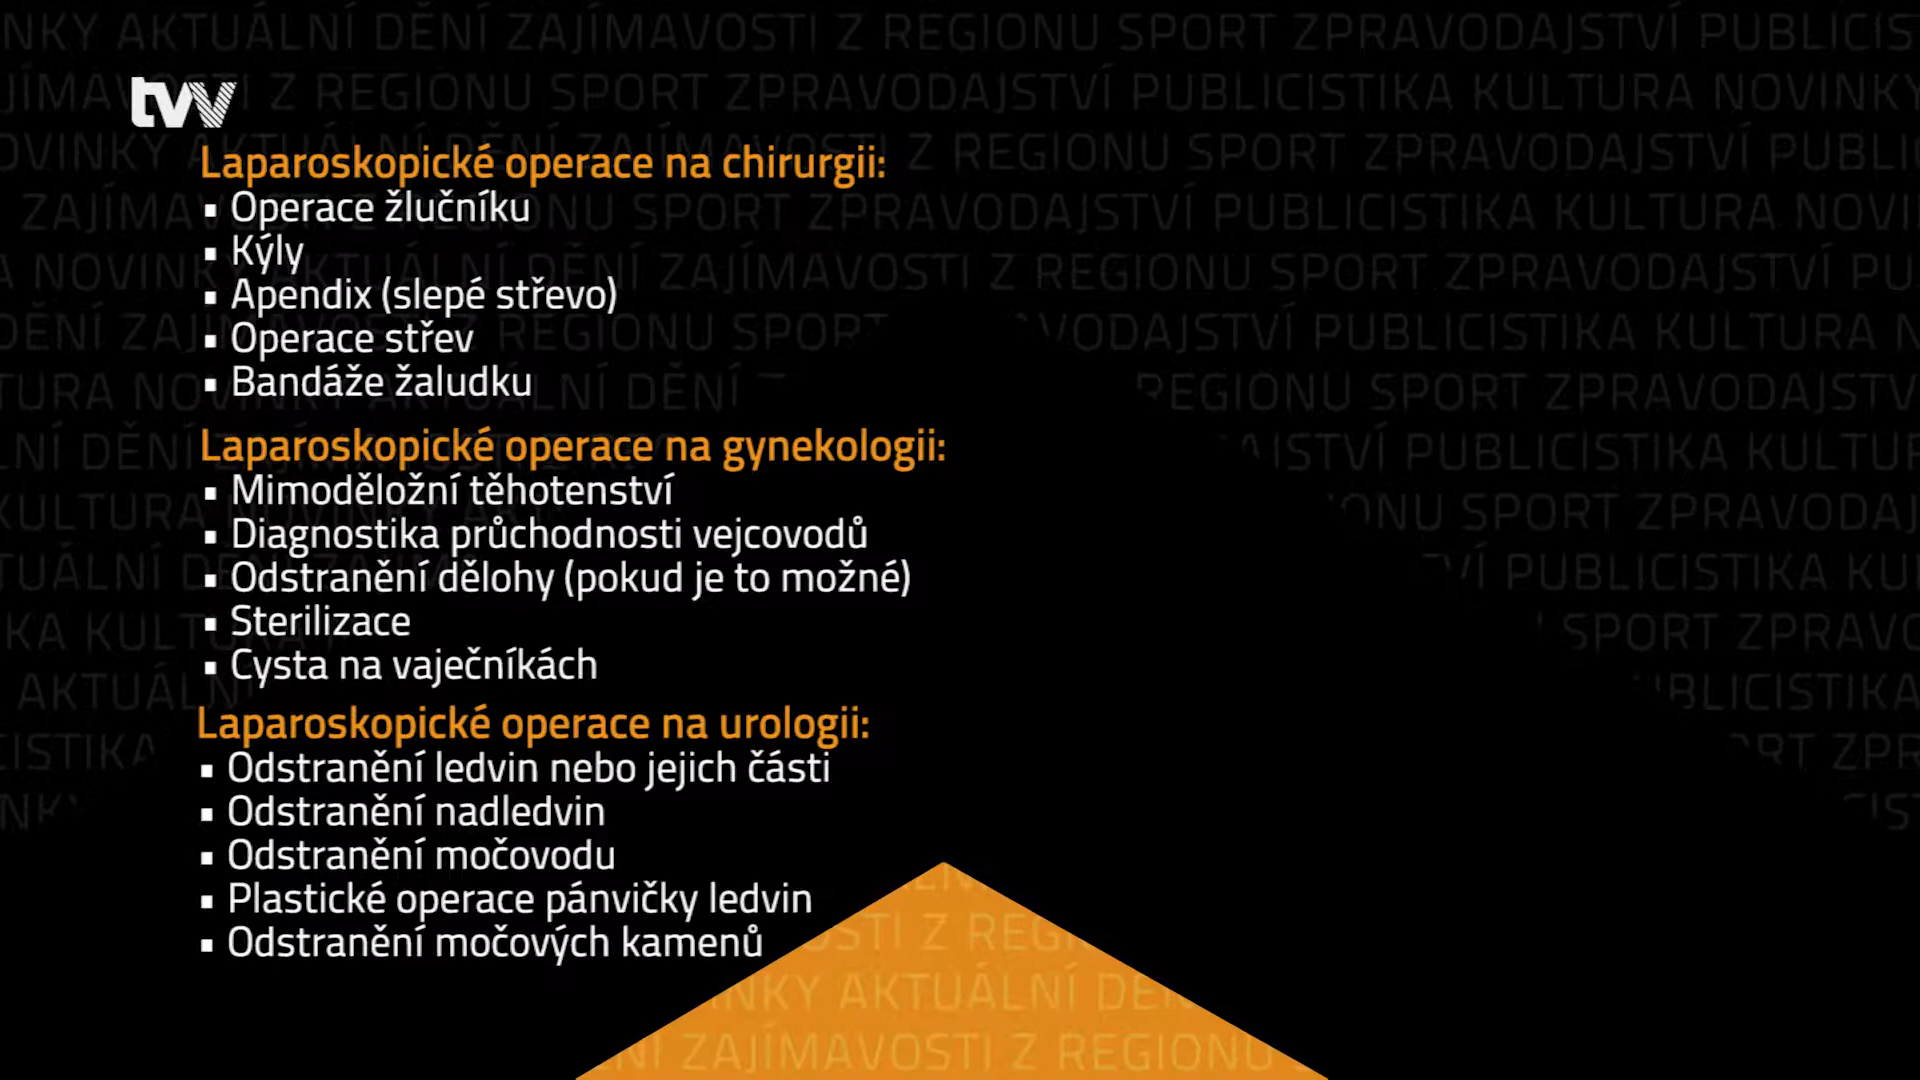 tvv
Laparoskopické operace na chirurgii:
▪ Operace žlučníku
▪ Kýly
▪ Apendix (slepé střevo)
▪ Operace střev
▪ Bandáže žaludku
Laparoskopické operace na gynekologii:
▪ Mimoděložní těhotenství
▪ Diagnostika průchodnosti vejcovodů
▪ Odstranění dělohy (pokud je to možné)
▪ Sterilizace
▪ Cysta na vaječníkách
Laparoskopické operace na urologii:
▪ Odstranění ledvin nebo jejich části
▪ Odstranění nadledvin
▪ Odstranění močovodu
▪ Plastické operace pánvičky ledvin
▪ Odstranění močových kamenů